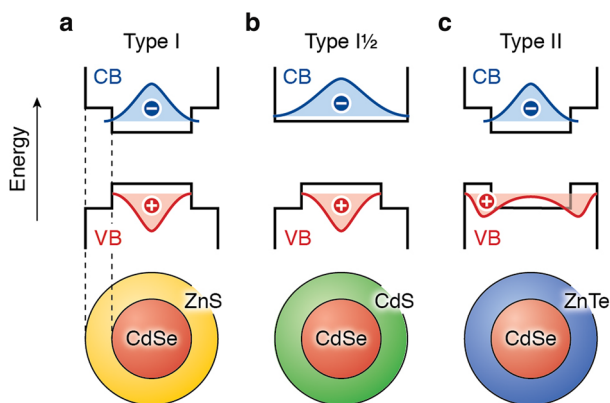 a
Type I
b
Type I½
c
Type II
Energy
CB
−
+
VB
ZnS
CdSe
CB
−
+
VB
CdS
CdSe
CB
−
+
VB
ZnTe
CdSe